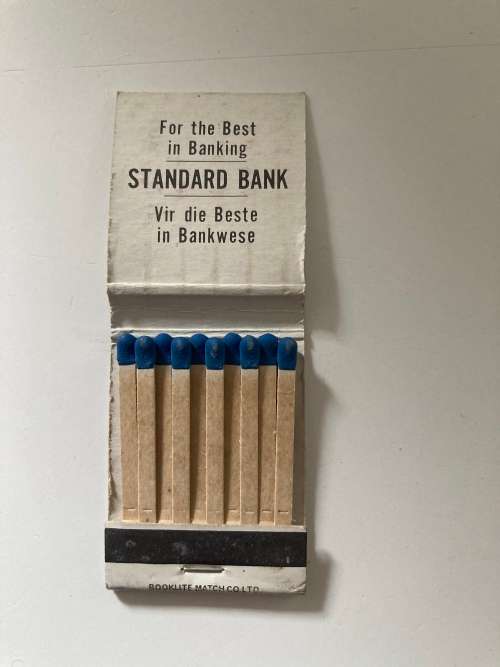 For the Best
in Banking
STANDARD BANK
Vir die Beste
in Bankwese
BOOKLITE MATCH CO LTD